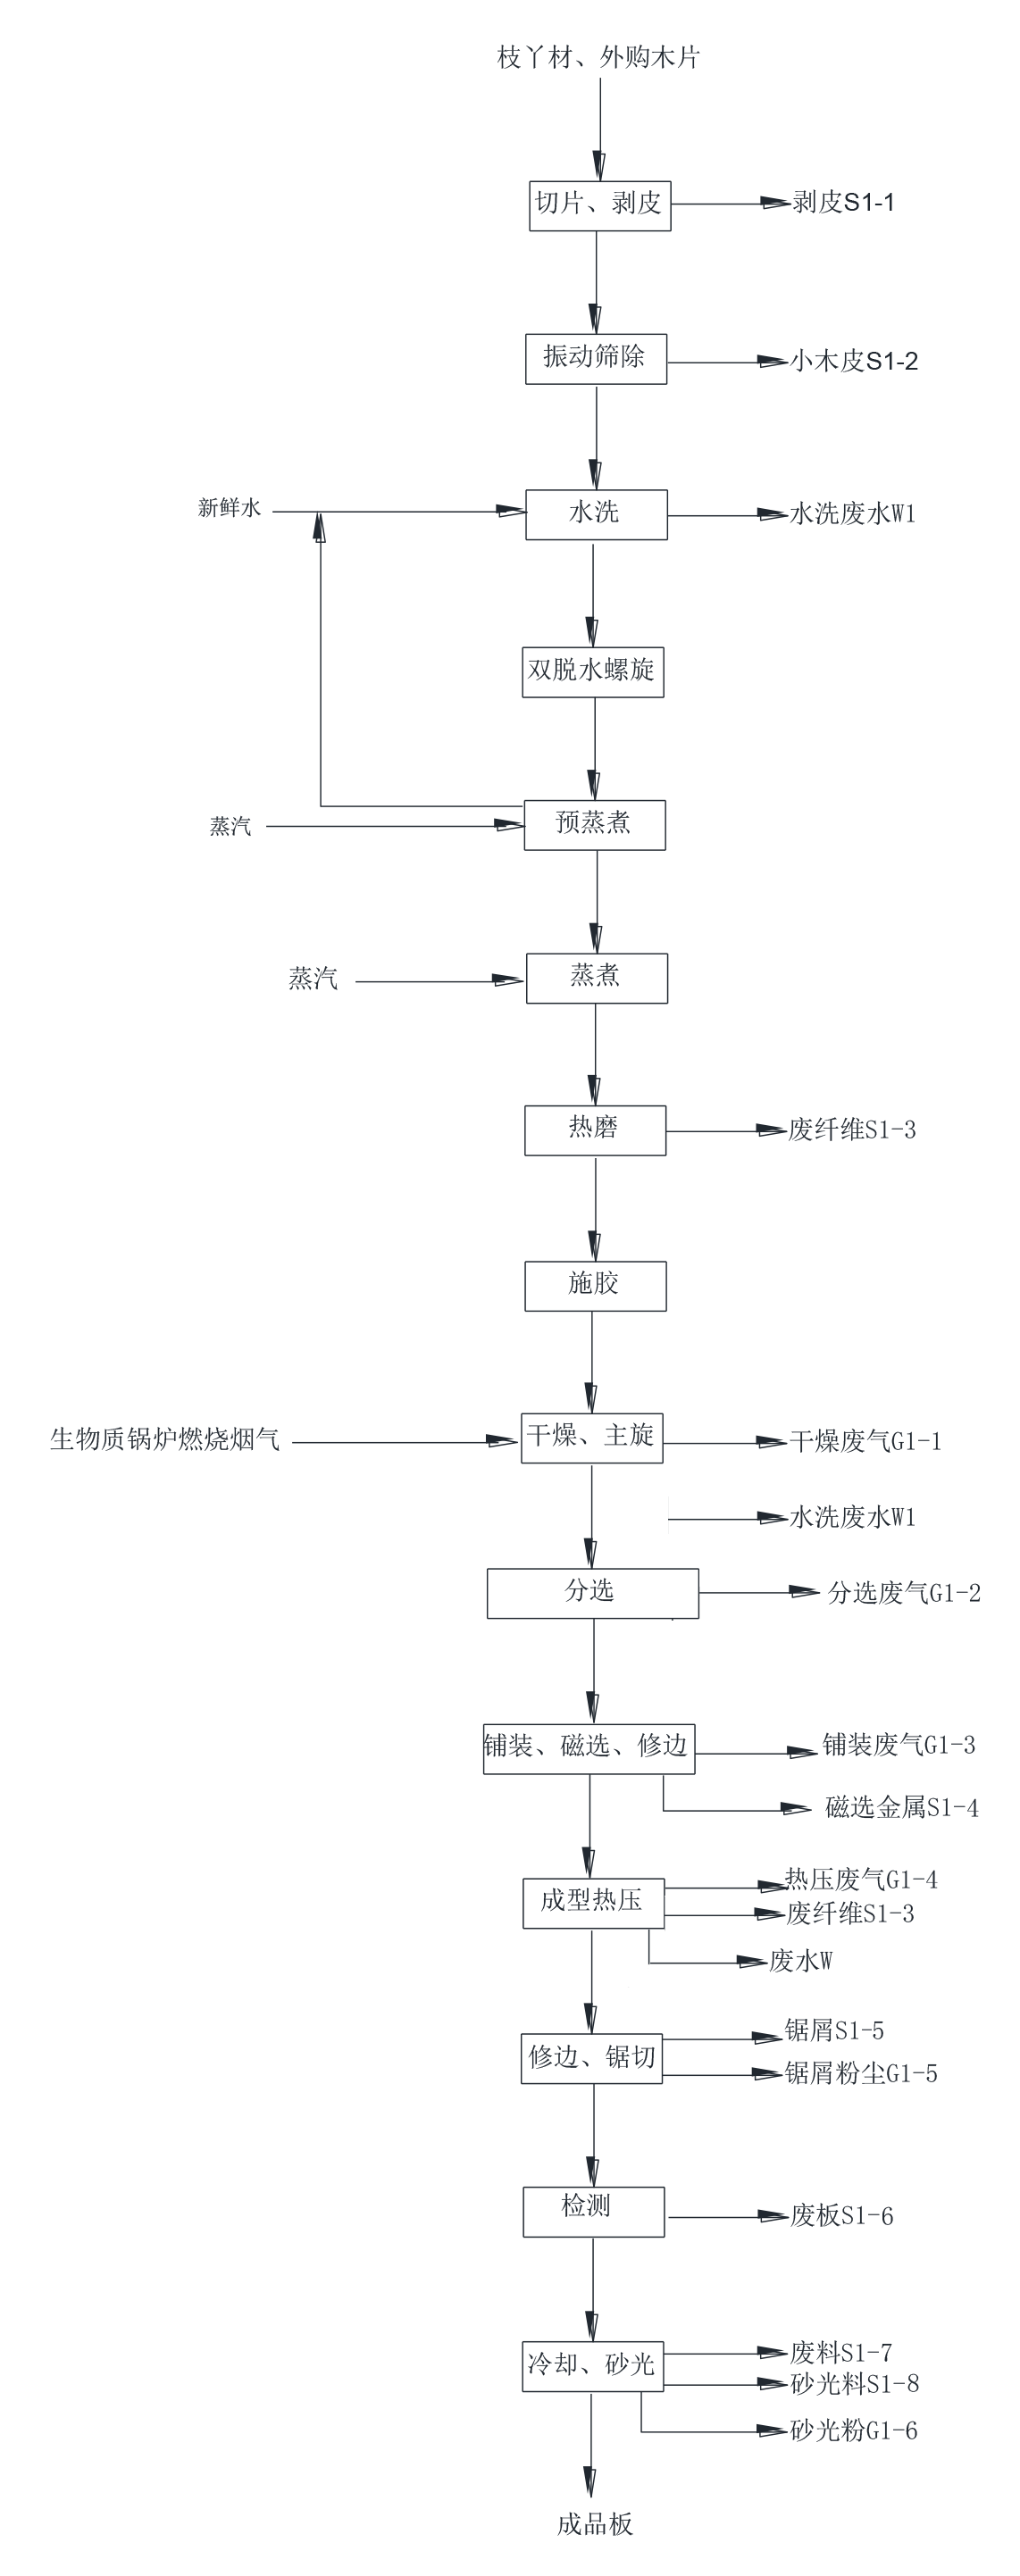 枝丫材、外购木片
切片、剥皮
剥皮S1-1
振动筛除
小木皮S1-2
新鲜水
水洗
水洗废水W1
双脱水螺旋
预蒸煮
蒸汽
蒸煮
蒸汽
热磨
废纤维S1-3
施胶
生物质锅炉燃烧烟气
干燥、主旋
干燥废气G1-1
水洗废水W1
分选
分选废气G1-2
铺装、磁选、修边
铺装废气G1-3
磁选金属S1-4
成型热压
热压废气G1-4
废纤维S1-3
废水W
修边、锯切
锯屑S1-5
锯屑粉尘G1-5
检测
废板S1-6
冷却、砂光
废料S1-7
砂光料S1-8
砂光粉G1-6
成品板